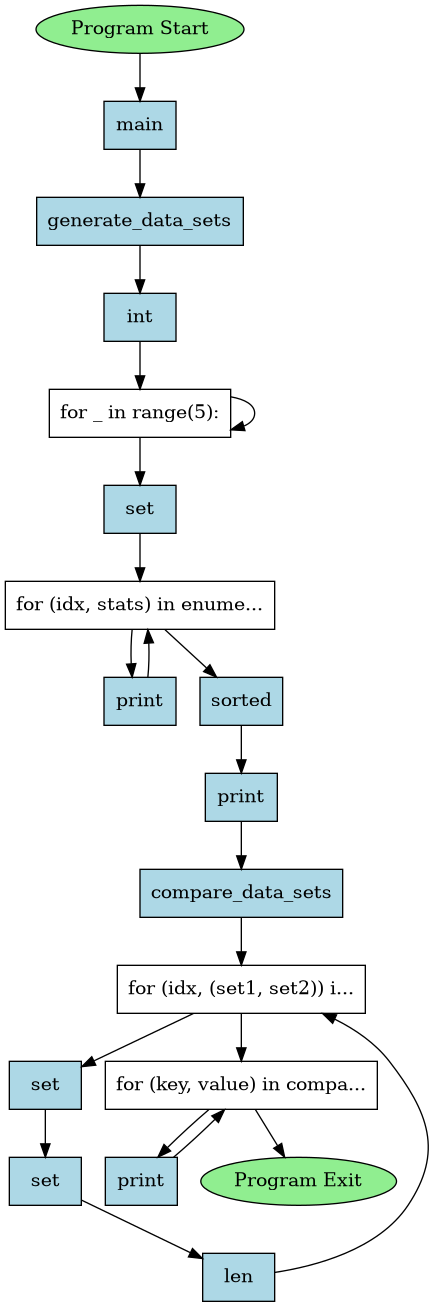 Program Start
main
generate_data_sets
int
for _ in range(5):
set
for (idx, stats) in enume...
print
sorted
print
compare_data_sets
for (idx, (set1, set2)) i...
set
for (key, value) in compa...
set
print
Program Exit
len